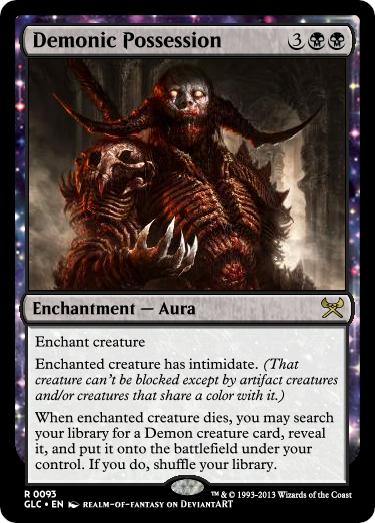 Demonic Possession 3
Enchantment — Aura
Enchant creature
Enchanted creature has intimidate. (That
creature can't be blocked except by artifact creatures
and/or creatures that share a color with it.)
When enchanted creature dies, you may search
your library for a Demon creature card, reveal
it, and put it onto the battlefield under your
control. If you do, shuffle your library.
R 0093
GLC • EN REALM-OF-FANTASY ON DEVIANTART
™ & © 1993-2013 Wizards of the Coast